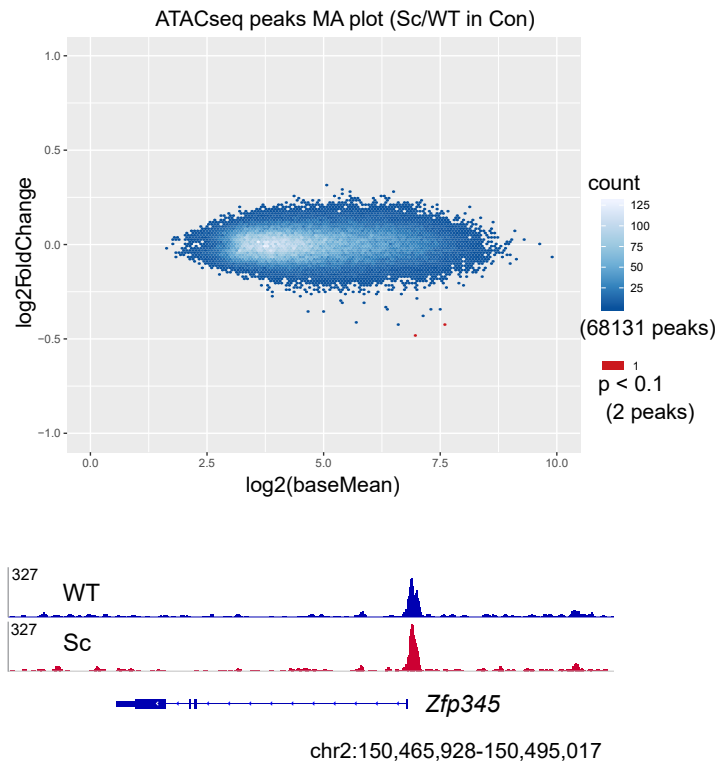 ATACseq peaks MA plot (Sc/WT in Con)
1.0
0.5
0.0
−0.5
−1.0
log2FoldChange
0.0 2.5 5.0 7.5 10.0
log2(baseMean)
count
125
100
75
50
25
(68131 peaks)
1
p < 0.1
(2 peaks)
327
WT
327
Sc
Zfp345
chr2:150,465,928-150,495,017